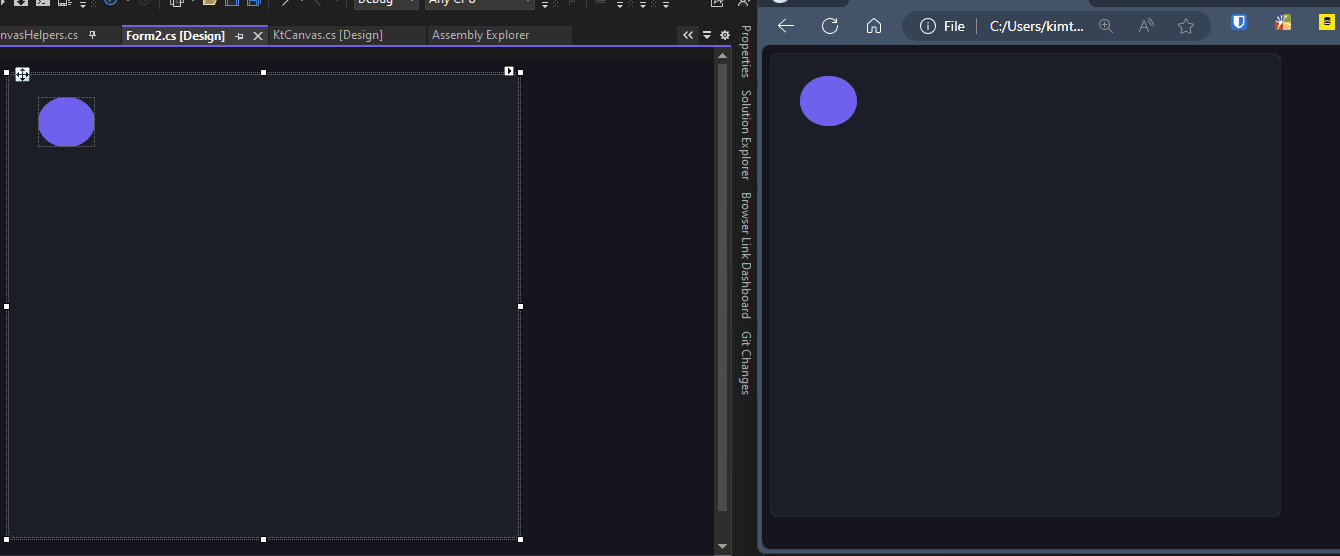 Debug
Any CPU
nvasHelpers.cs
Form2.cs [Design]
KtCanvas.cs [Design]
Assembly Explorer
Properties
Solution Explorer
Browser Link Dashboard
Git Changes
File
C:/Users/kimt